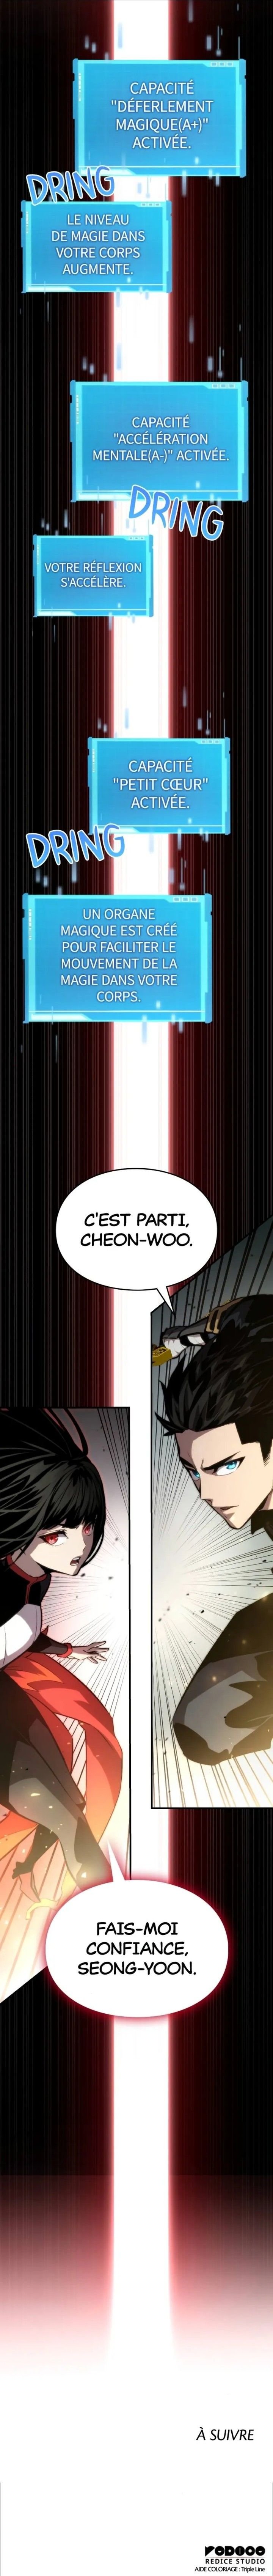 CAPACITÉ
"DÉFERLEMENT
MAGIQUE(A+)"
ACTIVÉE.
DRING
LE NIVEAU
DE MAGIE DANS
VOTRE CORPS
AUGMENTE.
CAPACITÉ
"ACCÉLÉRATION
MENTALE(A-)" ACTIVÉE.
DRING
VOTRE RÉFLEXION
S'ACCÉLÈRE.
CAPACITÉ
"PETIT CŒUR"
ACTIVÉE.
DRING
UN ORGANE
MAGIQUE EST CRÉÉ
POUR FACILITER LE
MOUVEMENT DE LA
MAGIE DANS VOTRE
CORPS.
C'EST PARTI,
CHEON-WOO.
FAIS-MOI
CONFIANCE,
SEONG-YOON.
À SUIVRE
REDICE
REDICE STUDIO
AIDE COLORIAGE : Triple Line